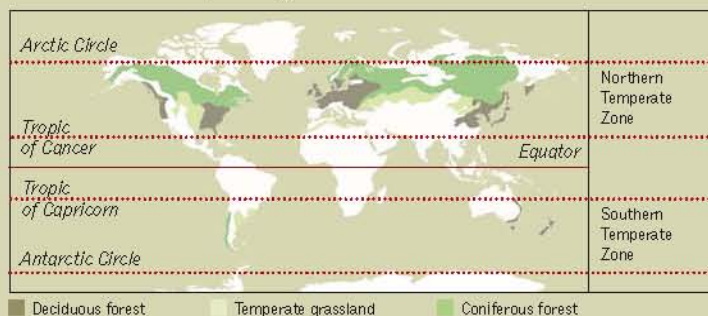 Arctic Circle
Northern
Temperate
Zone
Tropic
of Cancer
Equator
Tropic
of Capricorn
Southern
Temperate
Zone
Antarctic Circle
Deciduous forest
Temperate grassland
Coniferous forest